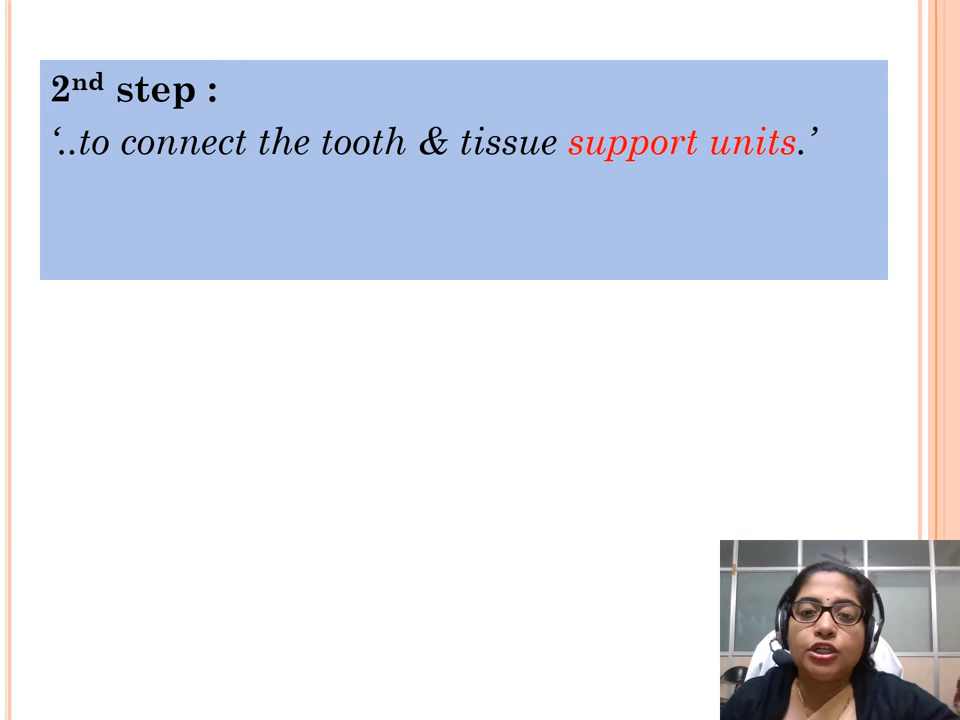 2nd step :
‘..to connect the tooth & tissue support units.’